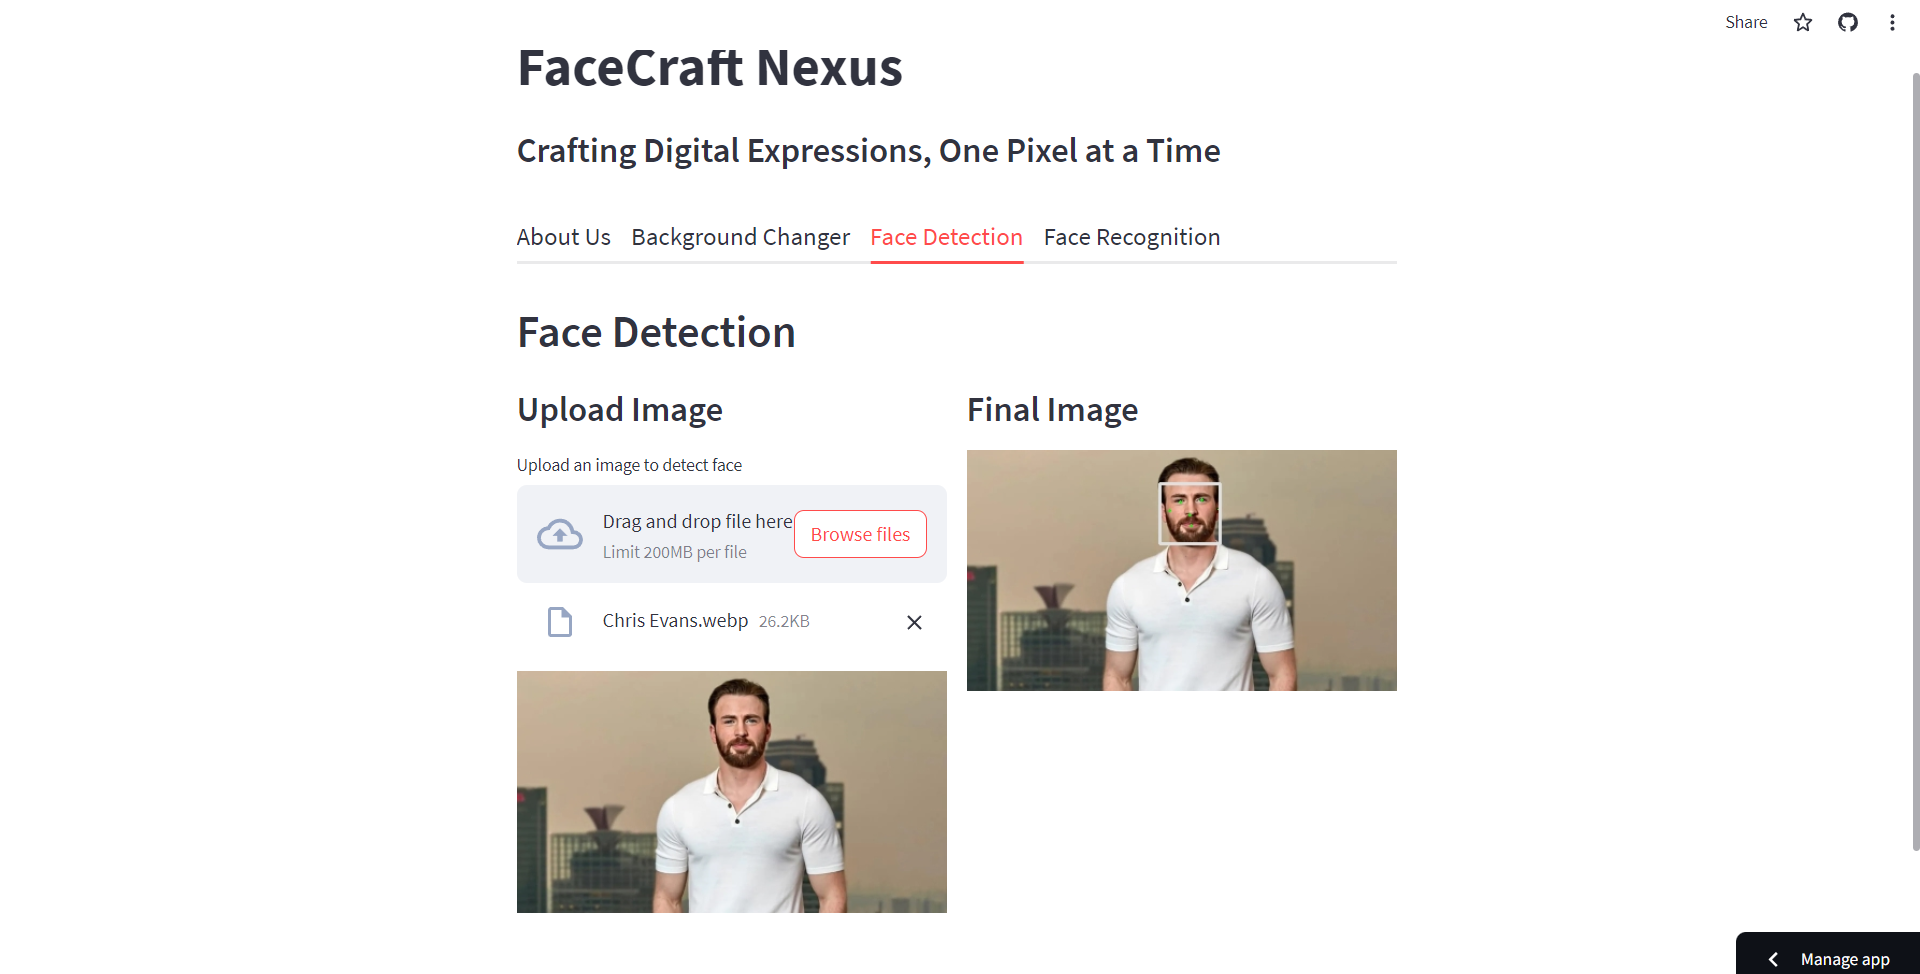 Share
FaceCraft Nexus
Crafting Digital Expressions, One Pixel at a Time
About Us Background Changer Face Detection Face Recognition
Face Detection
Upload Image
Upload an image to detect face
Drag and drop file here
Limit 200MB per file
Browse files
Chris Evans.webp 26.2KB
Final Image
Manage app